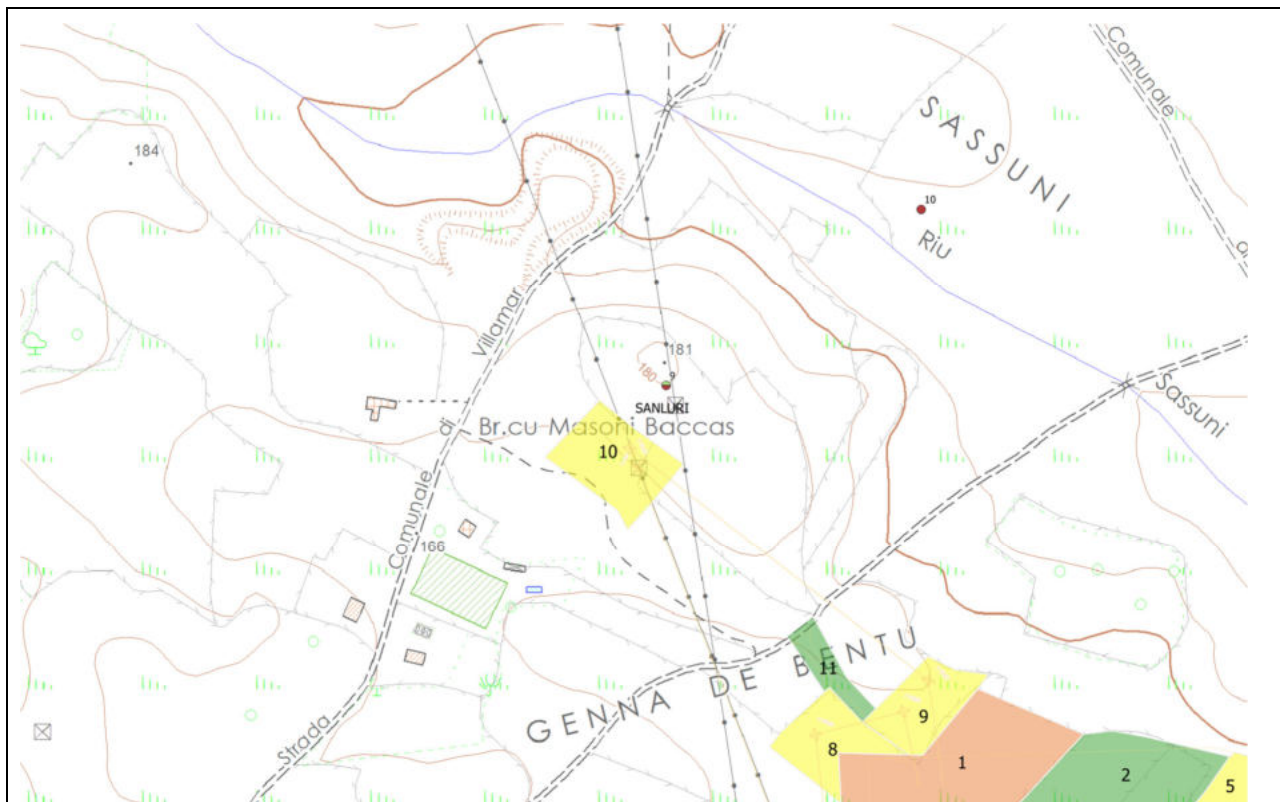 Comunale
SASSUNI
184
10
Riu
di
Villamar
181
9
180
Sassuni
SANLURI
di
Br.cu Masoni Baccas
10
Comunale
166
11
GENNA DE BENTU
9
8
Strada
1
2
5